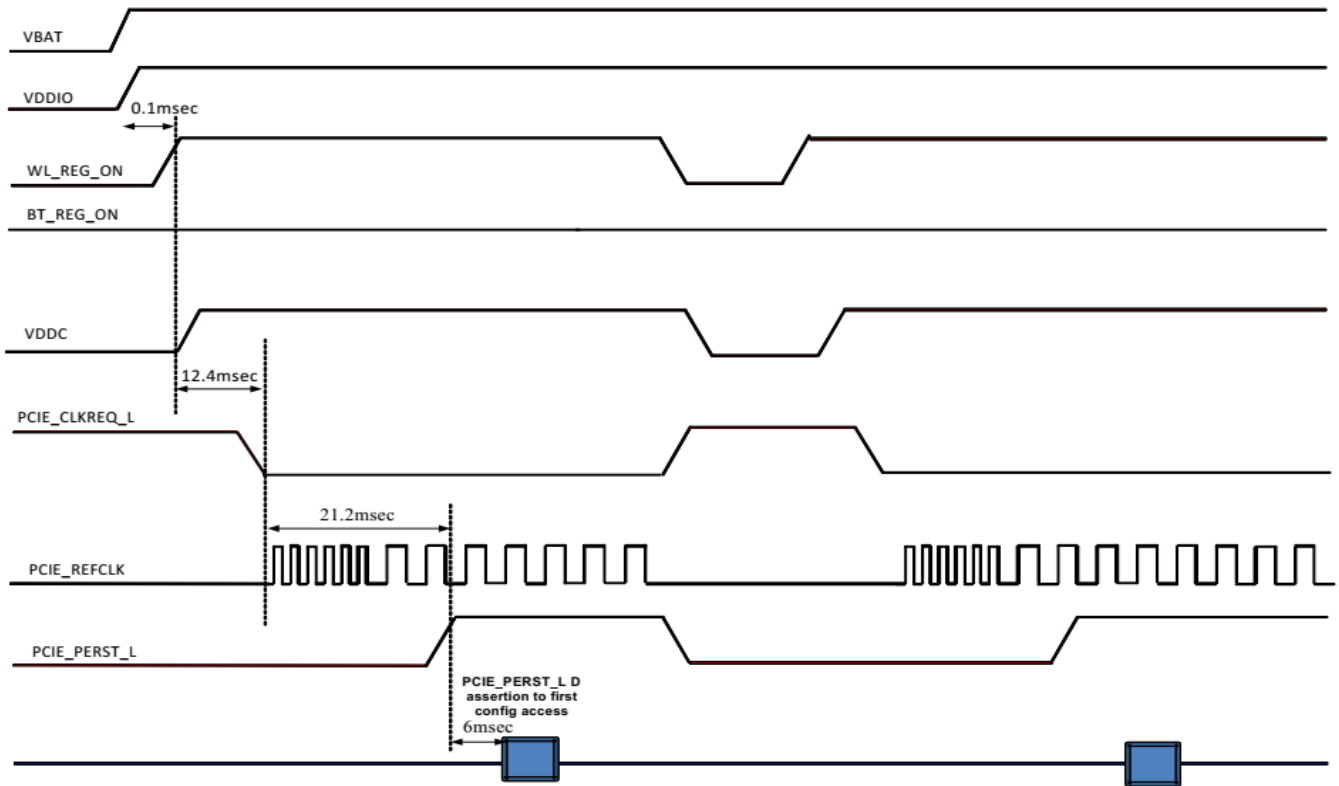 VBAT
VDDIO
0.1msec
WL_REG_ON
BT_REG_ON
VDDC
12.4msec
PCIE_CLKREQ_L
21.2msec
PCIE_REFCLK
PCIE_PERST_L
PCIE_PERST_L D
assertion to first
config access
6msec